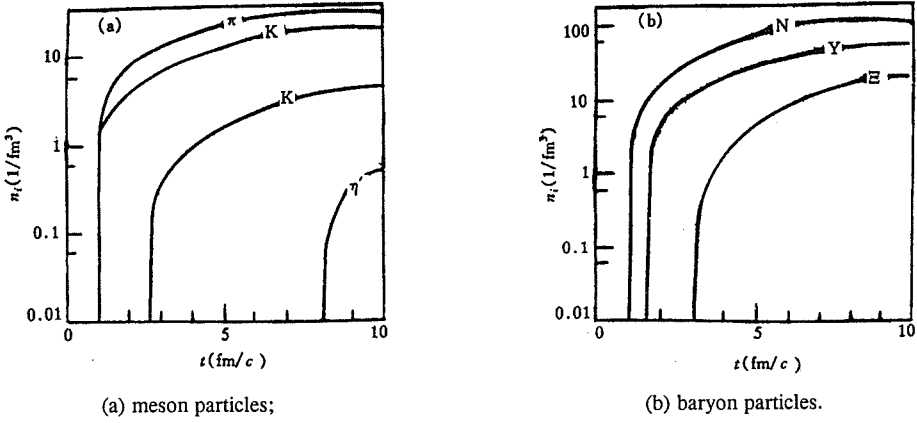 (a)
π
K
K
η′
10
1
0.1
0.01
0
5
10
n_i(1/fm³)
t(fm/c)
(a) meson particles;
(b)
N
Y
Ξ
100
10
1
0.1
0.01
0
5
10
n_i(1/fm³)
t(fm/c)
(b) baryon particles.